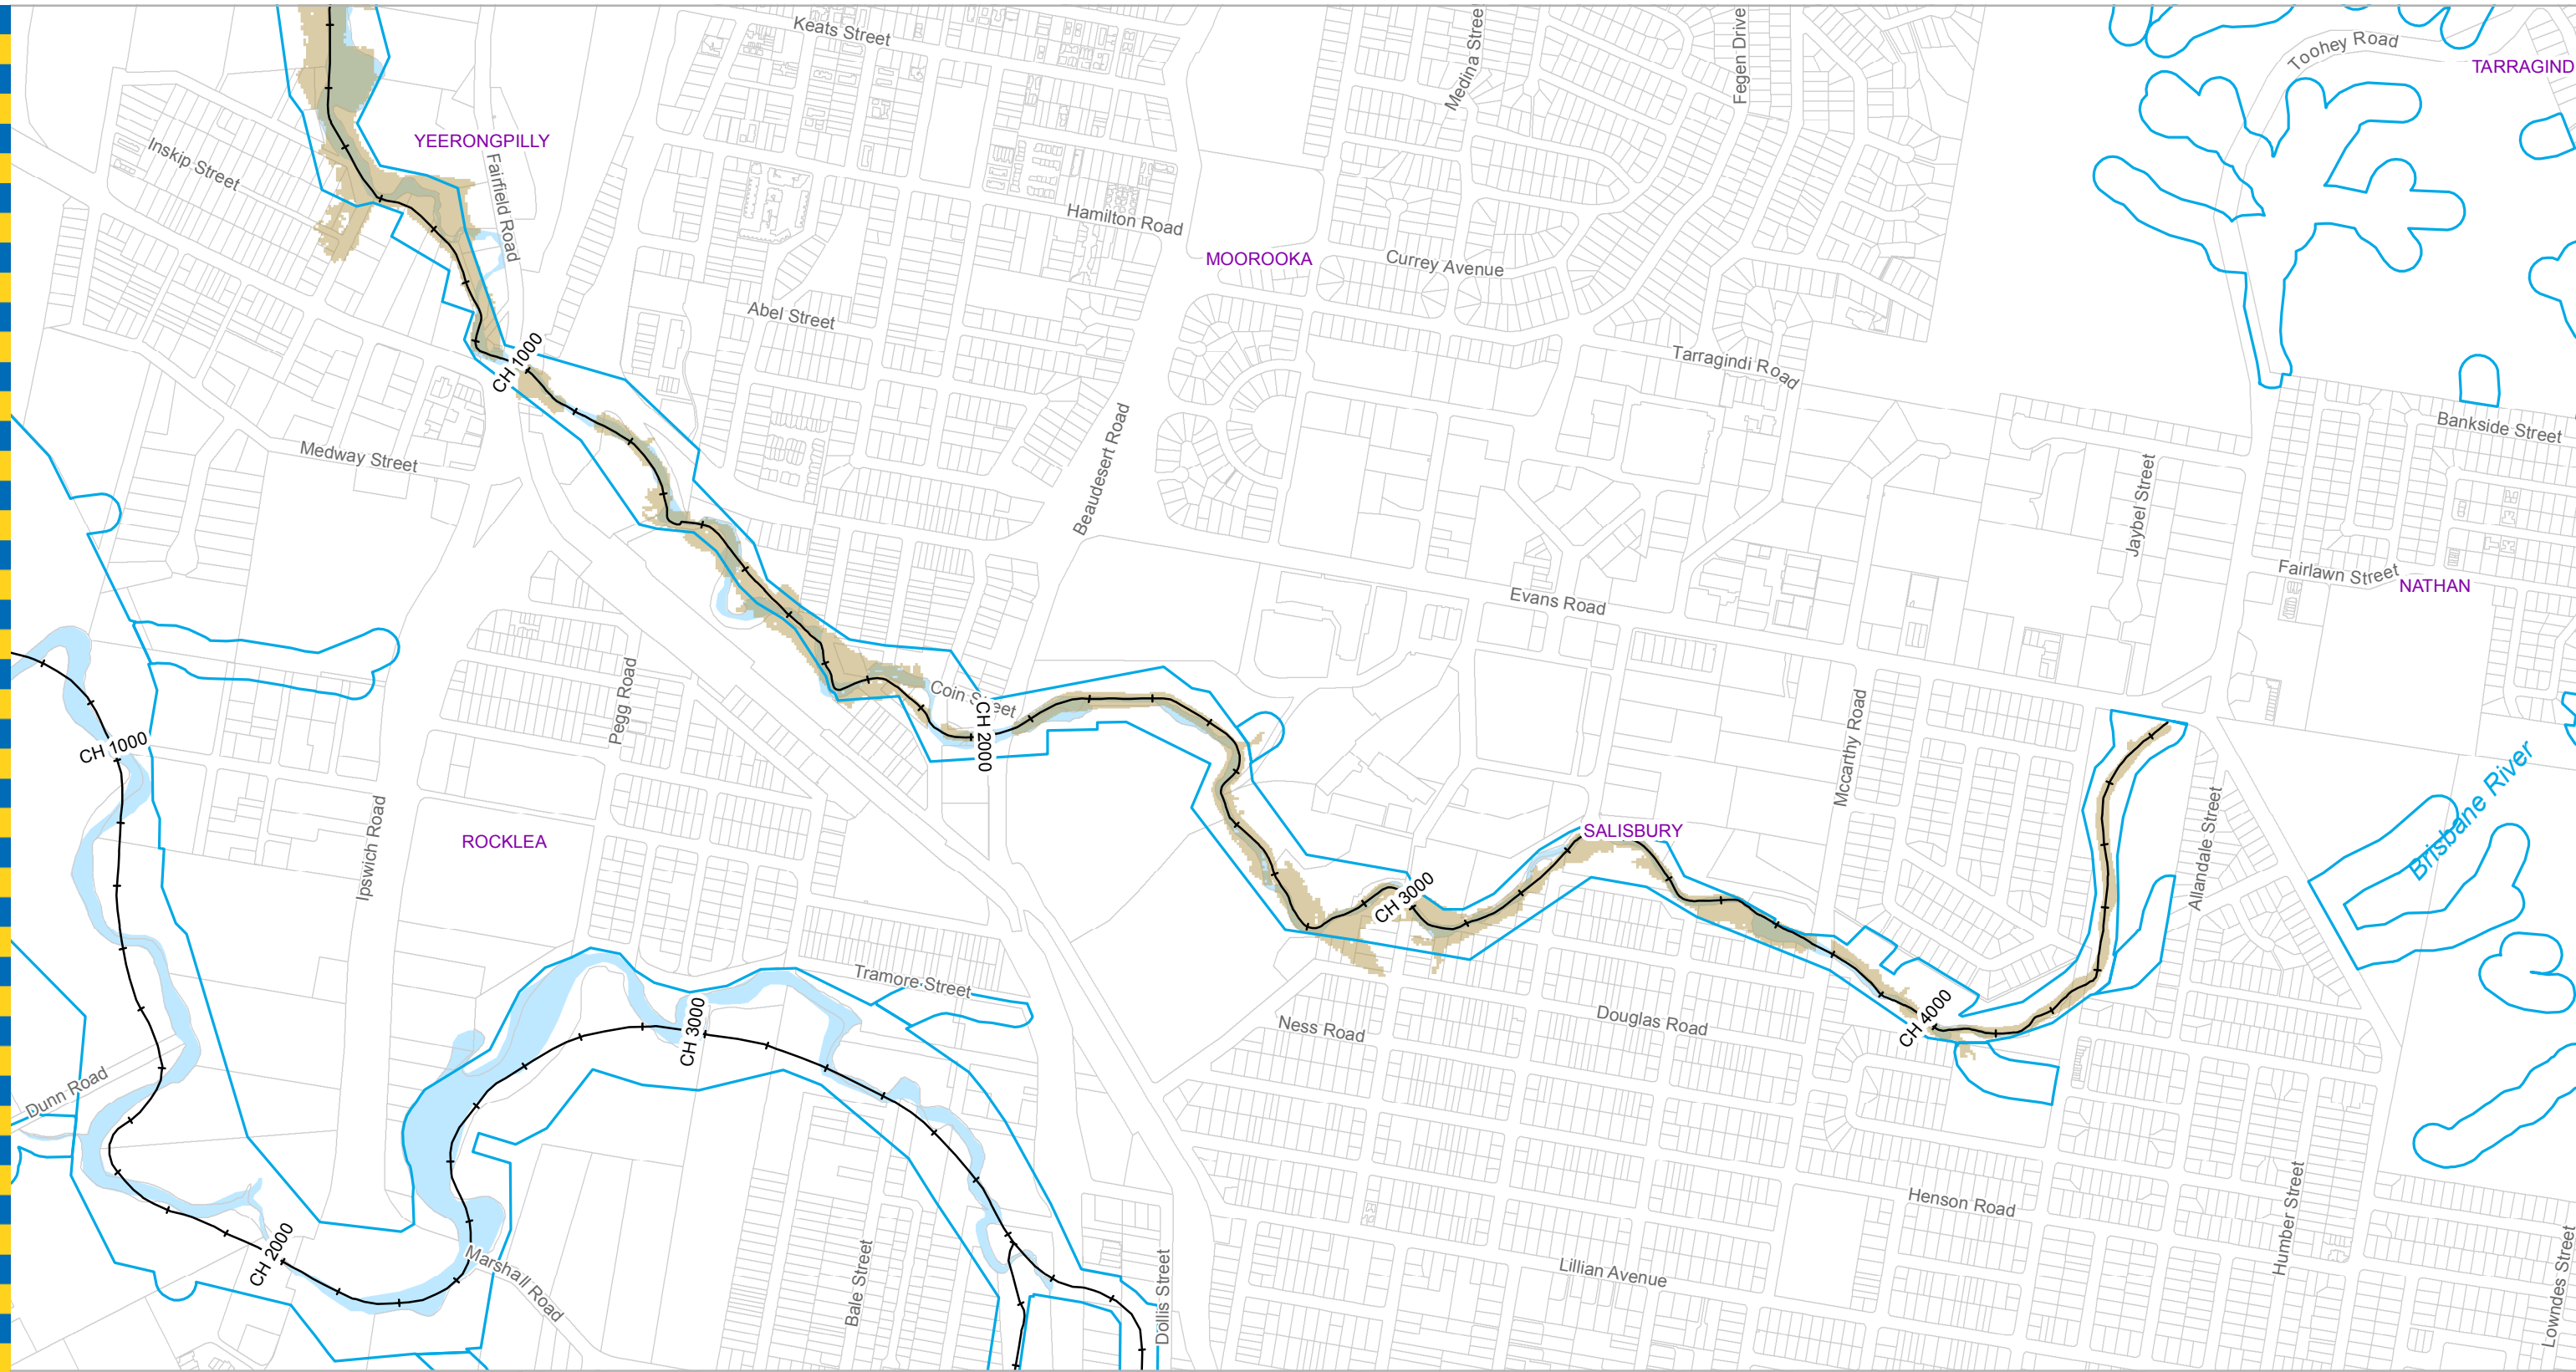 Keats Street
Medina Stree
Fegen Drive
Toohey Road
TARRAGIND
YEERONGPILLY
Inskip Street
Fairfield Road
Hamilton Road
MOOROOKA
Currey Avenue
Abel Street
CH 1000
Tarragindi Road
Bankside Street
Medway Street
Beaudesert Road
Jaybel Street
Fairlawn Street
NATHAN
Evans Road
Pegg Road
Coin Street
CH 2000
CH 1000
Mccarthy Road
Brisbane River
Ipswich Road
ROCKLEA
SALISBURY
Allandale Street
CH 3000
Tramore Street
CH 3000
Ness Road
Douglas Road
CH 4000
Dunn Road
Henson Road
Humber Street
CH 2000
Marshall Road
Bale Street
Dollis Street
Lillian Avenue
Lowndes Street